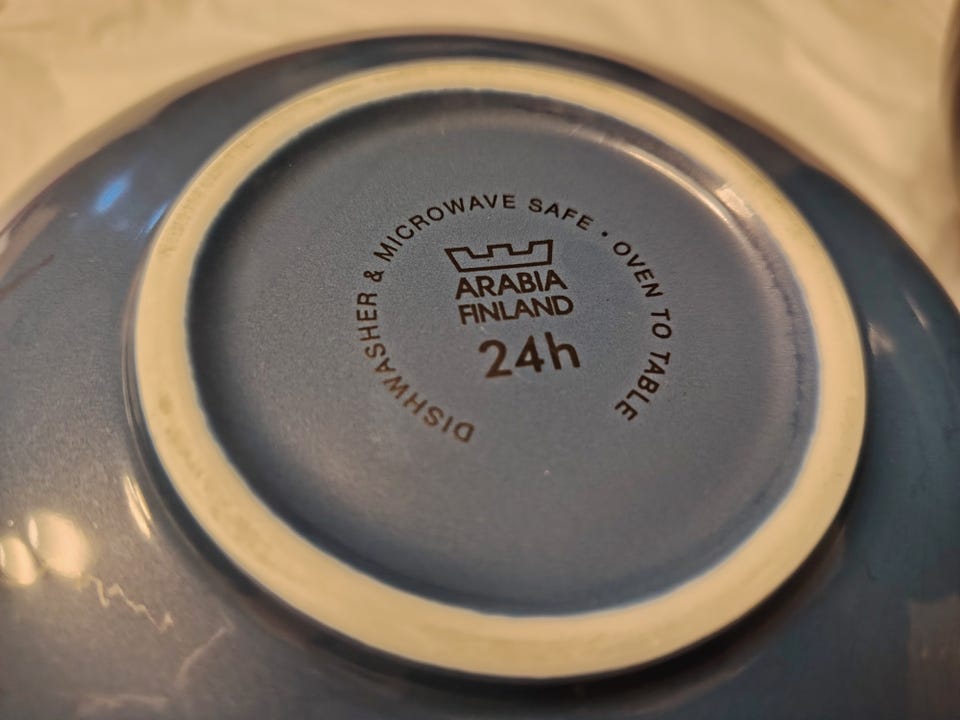 DISHWASHER & MICROWAVE SAFE • OVEN TO TABLE
ARABIA
FINLAND
24h